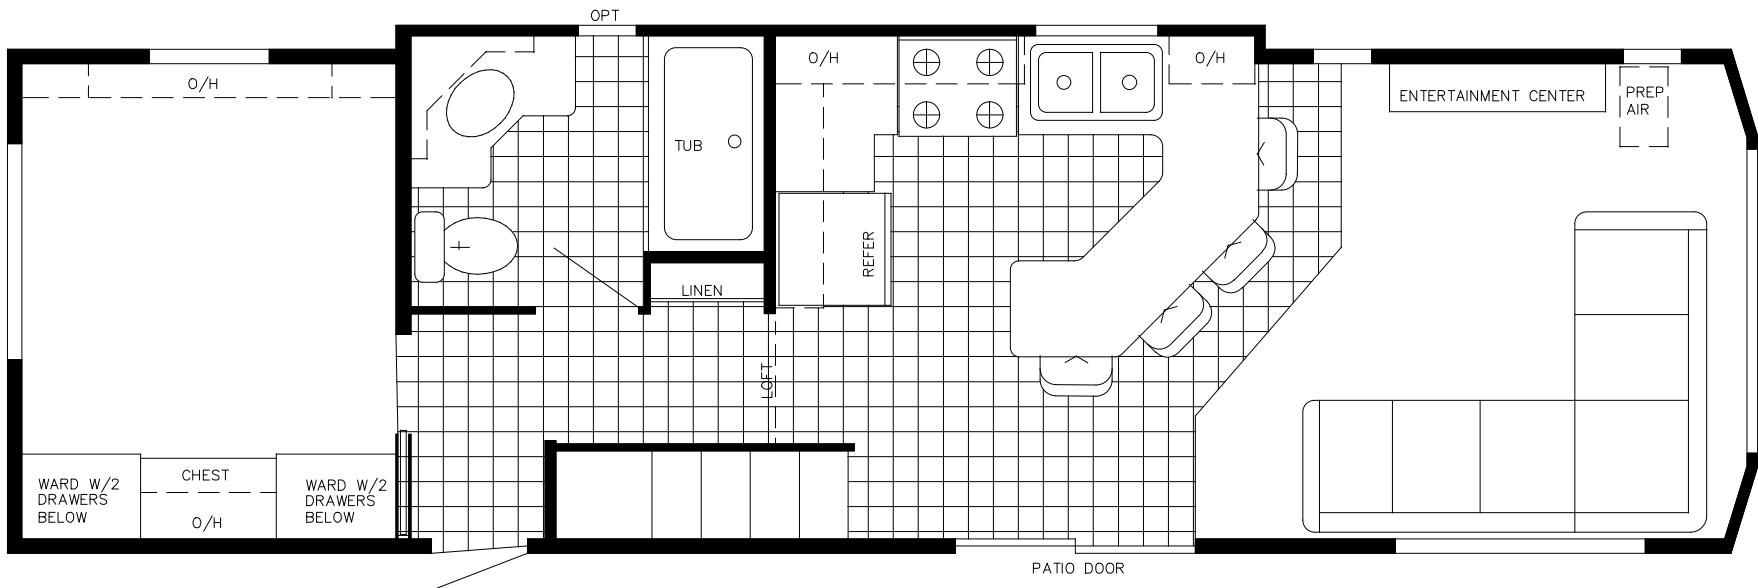 OPT
O/H
TUB
LINEN
O/H
REFER
LOFT
O/H
ENTERTAINMENT CENTER
PREP
AIR
WARD W/2
DRAWERS
BELOW
CHEST
O/H
WARD W/2
DRAWERS
BELOW
PATIO DOOR